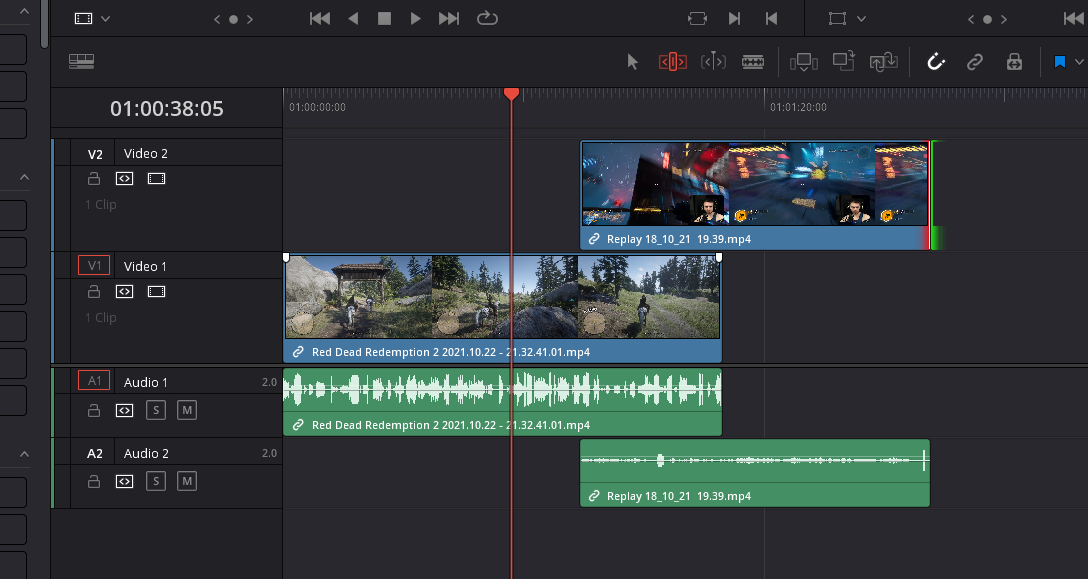 01:00:38:05
01:00:00:00
01:01:20:00
V2 Video 2
1 Clip
Replay 18_10_21 19.39.mp4
V1 Video 1
1 Clip
Red Dead Redemption 2 2021.10.22 - 21.32.41.01.mp4
A1 Audio 1 2.0
S M
Red Dead Redemption 2 2021.10.22 - 21.32.41.01.mp4
A2 Audio 2 2.0
S M
Replay 18_10_21 19.39.mp4